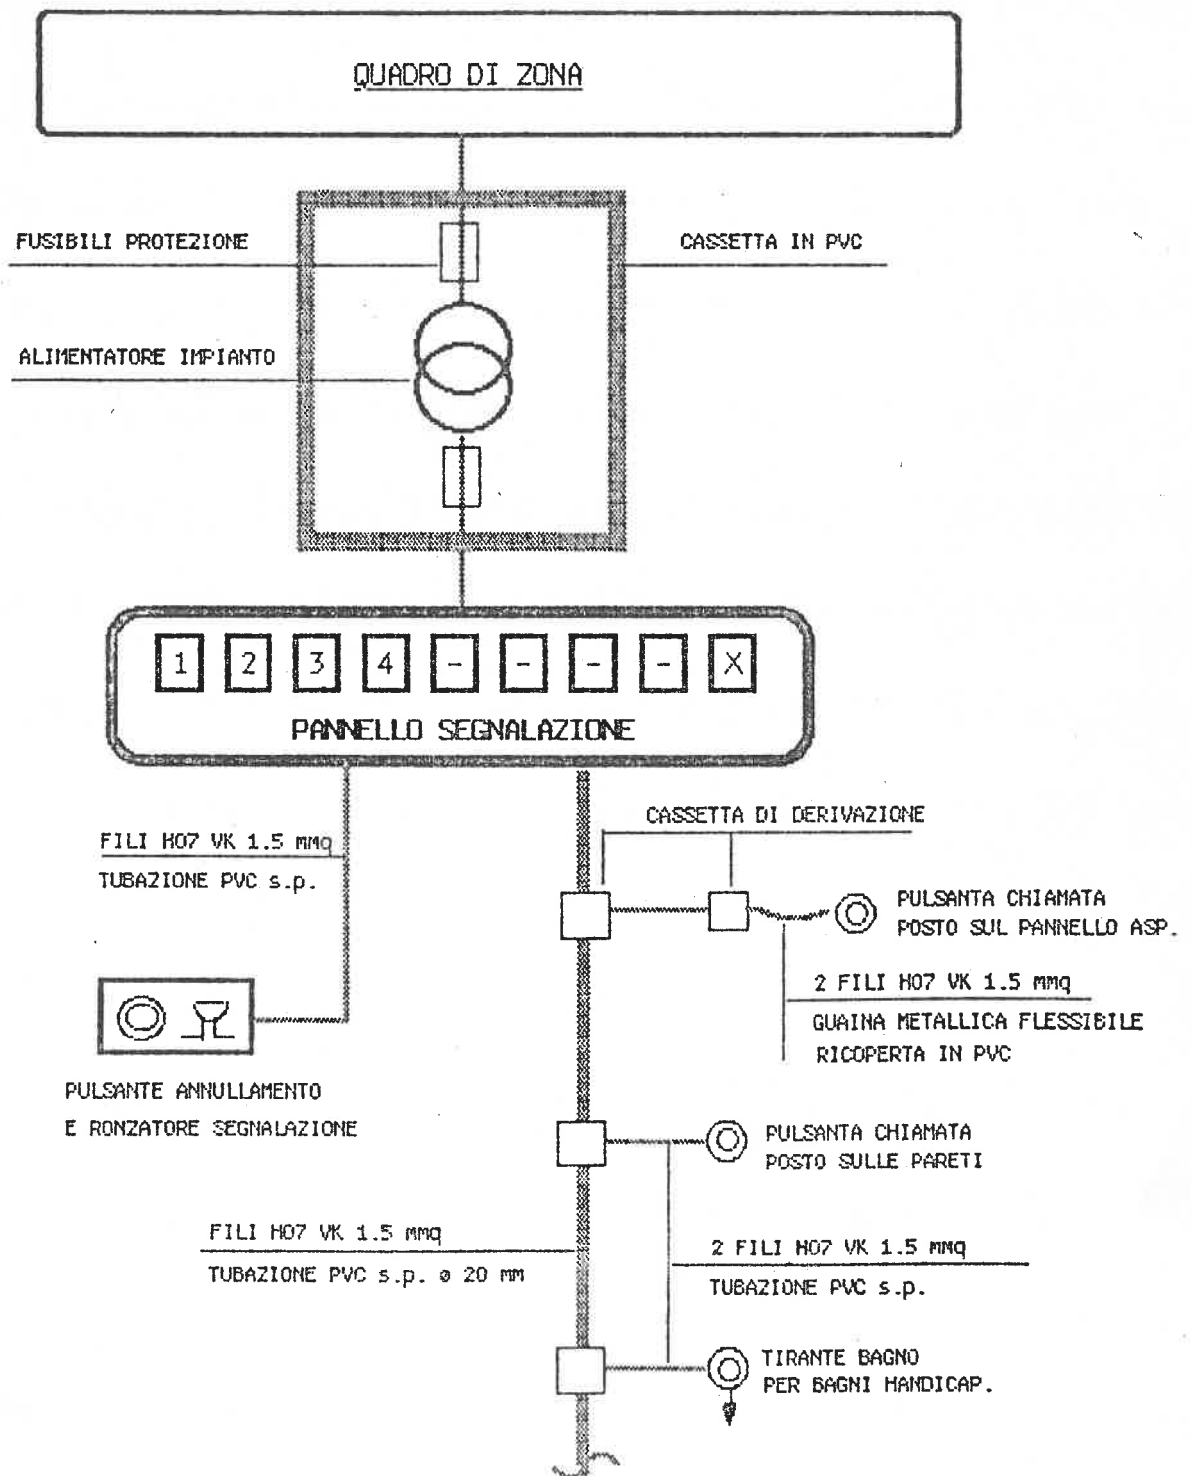 QUADRO DI ZONA
FUSIBILI PROTEZIONE
CASSETTA IN PVC
ALIMENTATORE IMPIANTO
1 2 3 4 - - - - X
PANNELLO SEGNALAZIONE
CASSETTA DI DERIVAZIONE
FILI H07 VK 1.5 mmq
TUBAZIONE PVC s.p.
PULSANTA CHIAMATA
POSTO SUL PANNELLO ASP.
2 FILI H07 VK 1.5 mmq
GUAINA METALLICA FLESSIBILE
RICOPERTA IN PVC
PULSANTE ANNULLAMENTO
E RONZATORE SEGNALAZIONE
PULSANTA CHIAMATA
POSTO SULLE PARETI
FILI H07 VK 1.5 mmq
TUBAZIONE PVC s.p. ø 20 MM
2 FILI H07 VK 1.5 mmq
TUBAZIONE PVC s.p.
TIRANTE BAGNO
PER BAGNI HANDICAP.